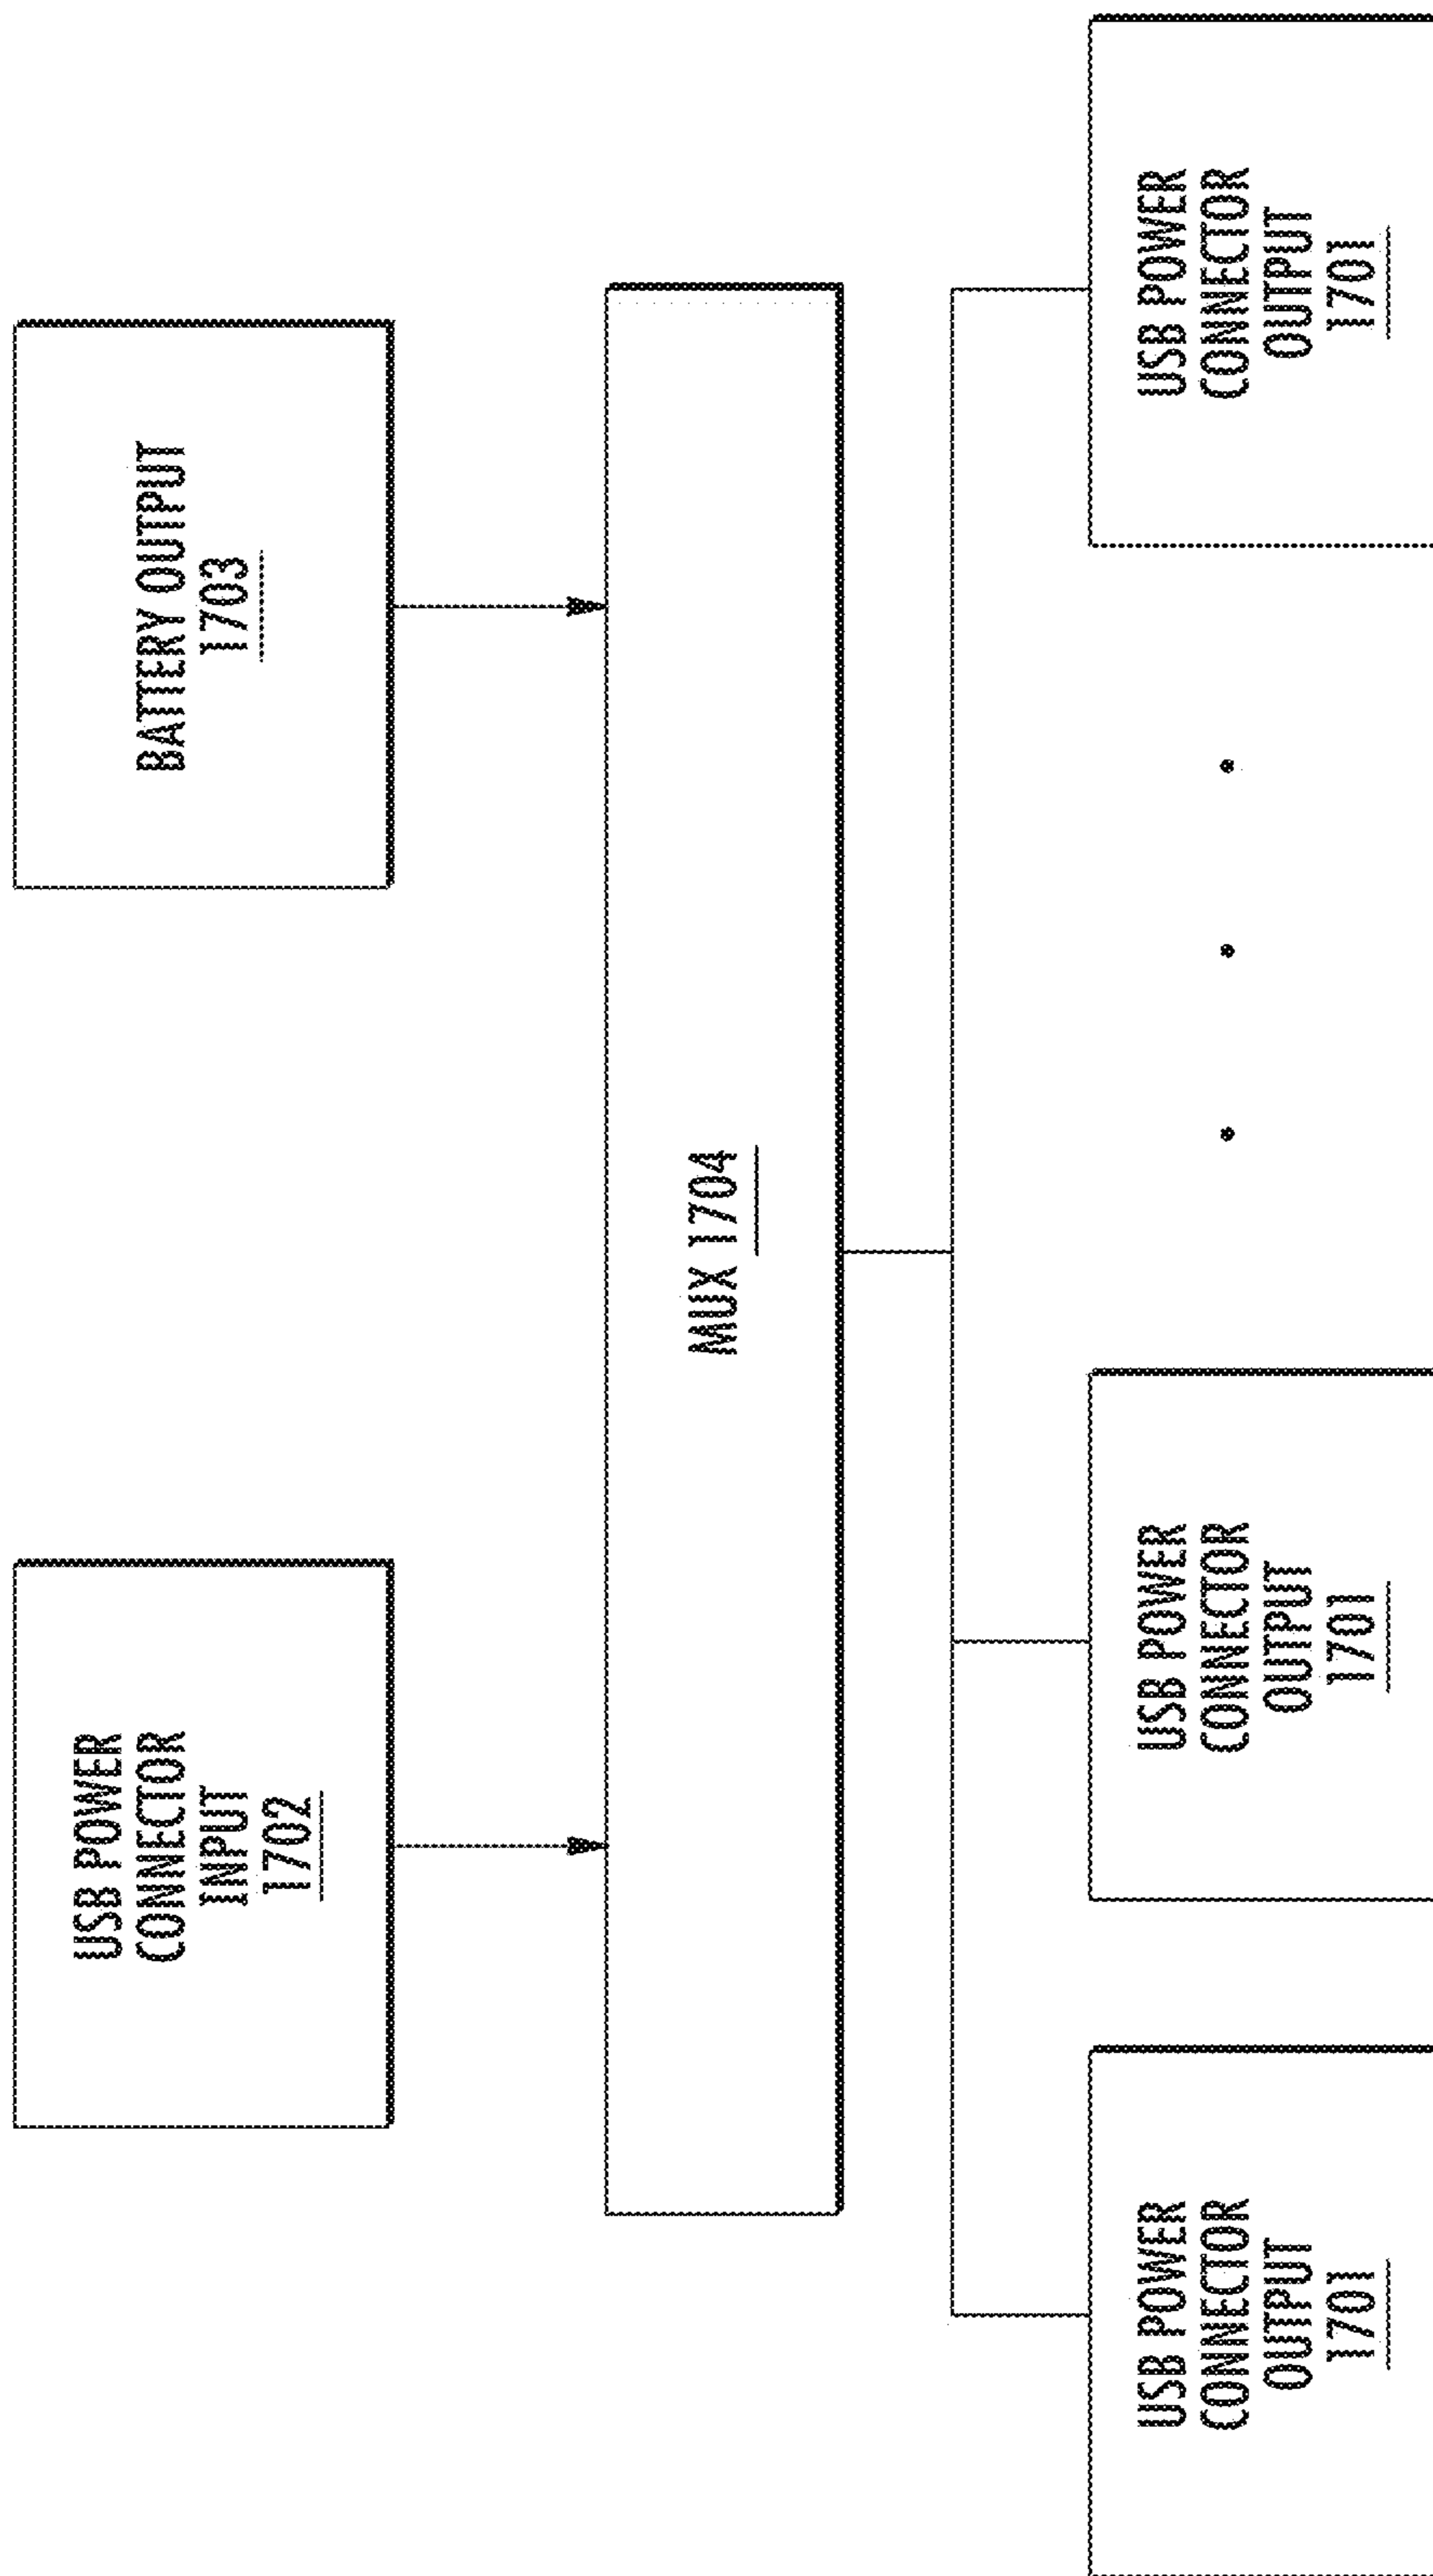 USB POWER
CONNECTOR
INPUT
1702
BATTERY OUTPUT
1703
MUX 1704
USB POWER
CONNECTOR
OUTPUT
1701
USB POWER
CONNECTOR
OUTPUT
1701
USB POWER
CONNECTOR
OUTPUT
1701